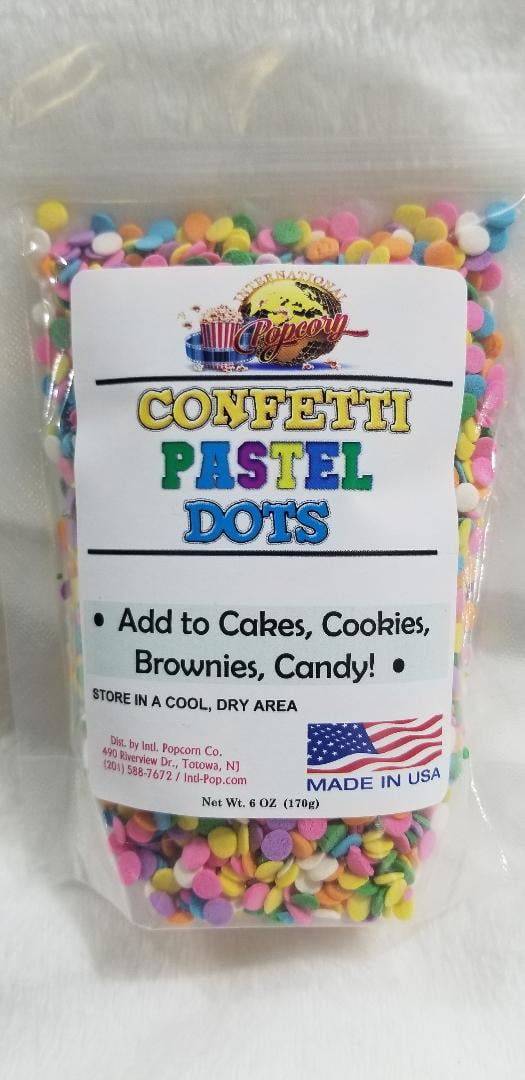 INTERNATIONAL
Popcorn
CONFETTI
PASTEL
DOTS
• Add to Cakes, Cookies,
Brownies, Candy! •
STORE IN A COOL, DRY AREA
Dist. by Intl. Popcorn Co.
490 Riverview Dr., Totowa, NJ
(201) 588-7672 / Intl-Pop.com
MADE IN USA
Net Wt. 6 OZ (170g)